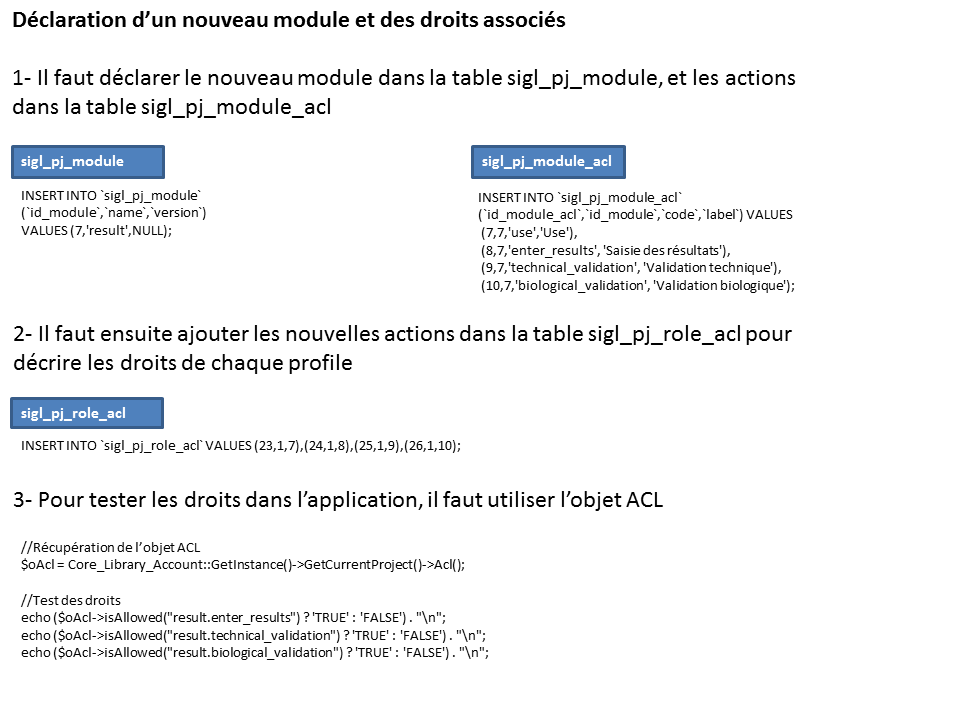 Déclaration d’un nouveau module et des droits associés
1- Il faut déclarer le nouveau module dans la table sigl_pj_module, et les actions
dans la table sigl_pj_module_acl
sigl_pj_module
INSERT INTO `sigl_pj_module`
(`id_module`,`name`,`version`)
VALUES (7,'result',NULL);
sigl_pj_module_acl
INSERT INTO `sigl_pj_module_acl`
(`id_module_acl`,`id_module`,`code`,`label`) VALUES
(7,7,'use','Use'),
(8,7,'enter_results', 'Saisie des résultats'),
(9,7,'technical_validation', 'Validation technique'),
(10,7,'biological_validation', 'Validation biologique');
2- Il faut ensuite ajouter les nouvelles actions dans la table sigl_pj_role_acl pour
décrire les droits de chaque profile
sigl_pj_role_acl
INSERT INTO `sigl_pj_role_acl` VALUES (23,1,7),(24,1,8),(25,1,9),(26,1,10);
3- Pour tester les droits dans l’application, il faut utiliser l’objet ACL
//Récupération de l’objet ACL
$oAcl = Core_Library_Account::GetInstance()->GetCurrentProject()->Acl();
//Test des droits
echo ($oAcl->isAllowed("result.enter_results") ? 'TRUE' : 'FALSE') . "\n";
echo ($oAcl->isAllowed("result.technical_validation") ? 'TRUE' : 'FALSE') . "\n";
echo ($oAcl->isAllowed("result.biological_validation") ? 'TRUE' : 'FALSE') . "\n";